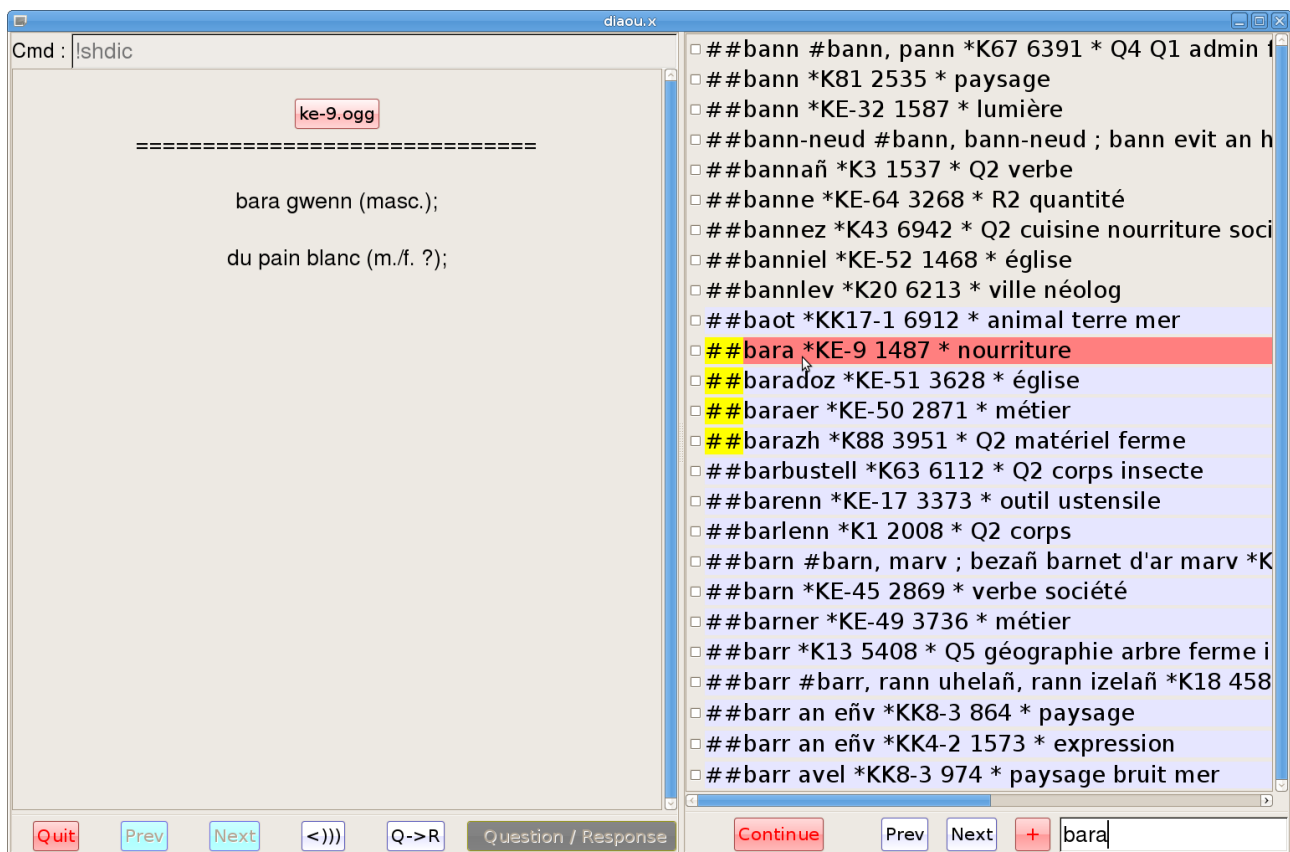 diaou.x
Cmd : !shdic
ke-9.ogg
==============================
bara gwenn (masc.);
du pain blanc (m./f. ?);
Quit Prev Next <))) Q->R Question / Response
##bann #bann, pann *K67 6391 * Q4 Q1 admin f
##bann *K81 2535 * paysage
##bann *KE-32 1587 * lumière
##bann-neud #bann, bann-neud ; bann evit an h
##bannañ *K3 1537 * Q2 verbe
##banne *KE-64 3268 * R2 quantité
##bannez *K43 6942 * Q2 cuisine nourriture soci
##banniel *KE-52 1468 * église
##bannlev *K20 6213 * ville néolog
##baot *KK17-1 6912 * animal terre mer
##bara *KE-9 1487 * nourriture
##baradoz *KE-51 3628 * église
##baraer *KE-50 2871 * métier
##barazh *K88 3951 * Q2 matériel ferme
##barbustell *K63 6112 * Q2 corps insecte
##barenn *KE-17 3373 * outil ustensile
##barlenn *K1 2008 * Q2 corps
##barn #barn, marv ; bezañ barnet d'ar marv *K
##barn *KE-45 2869 * verbe société
##barner *KE-49 3736 * métier
##barr *K13 5408 * Q5 géographie arbre ferme i
##barr #barr, rann uhelañ, rann izelañ *K18 458
##barr an eñv *KK8-3 864 * paysage
##barr an eñv *KK4-2 1573 * expression
##barr avel *KK8-3 974 * paysage bruit mer
Continue Prev Next + bara